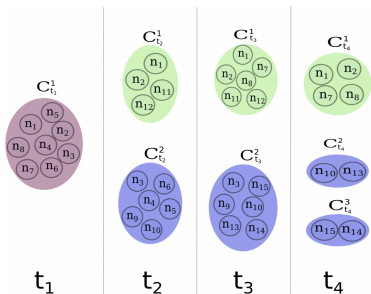 C¹ₜ₁
n₅
n₁
n₂
n₈ n₄ n₃
n₇ n₆
t₁
C¹ₜ₂
n₁
n₂
n₁₁
n₁₂
C²ₜ₂
n₃ n₆
n₄
n₉ n₅
n₁₀
t₂
C¹ₜ₃
n₁
n₂ n₇
n₈
n₁₁ n₁₂
C²ₜ₃
n₃ n₁₅
n₉ n₁₀
n₁₃ n₁₄
t₃
C¹ₜ₄
n₁ n₂
n₇ n₈
C²ₜ₄
n₁₀ n₁₃
C³ₜ₄
n₁₅ n₁₄
t₄